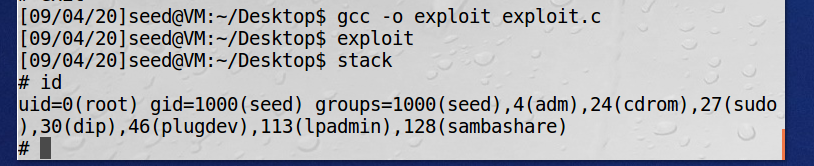 [09/04/20]seed@VM:~/Desktop$ gcc -o exploit exploit.c
[09/04/20]seed@VM:~/Desktop$ exploit
[09/04/20]seed@VM:~/Desktop$ stack
# id
uid=0(root) gid=1000(seed) groups=1000(seed),4(adm),24(cdrom),27(sudo
),30(dip),46(plugdev),113(lpadmin),128(sambashare)
#